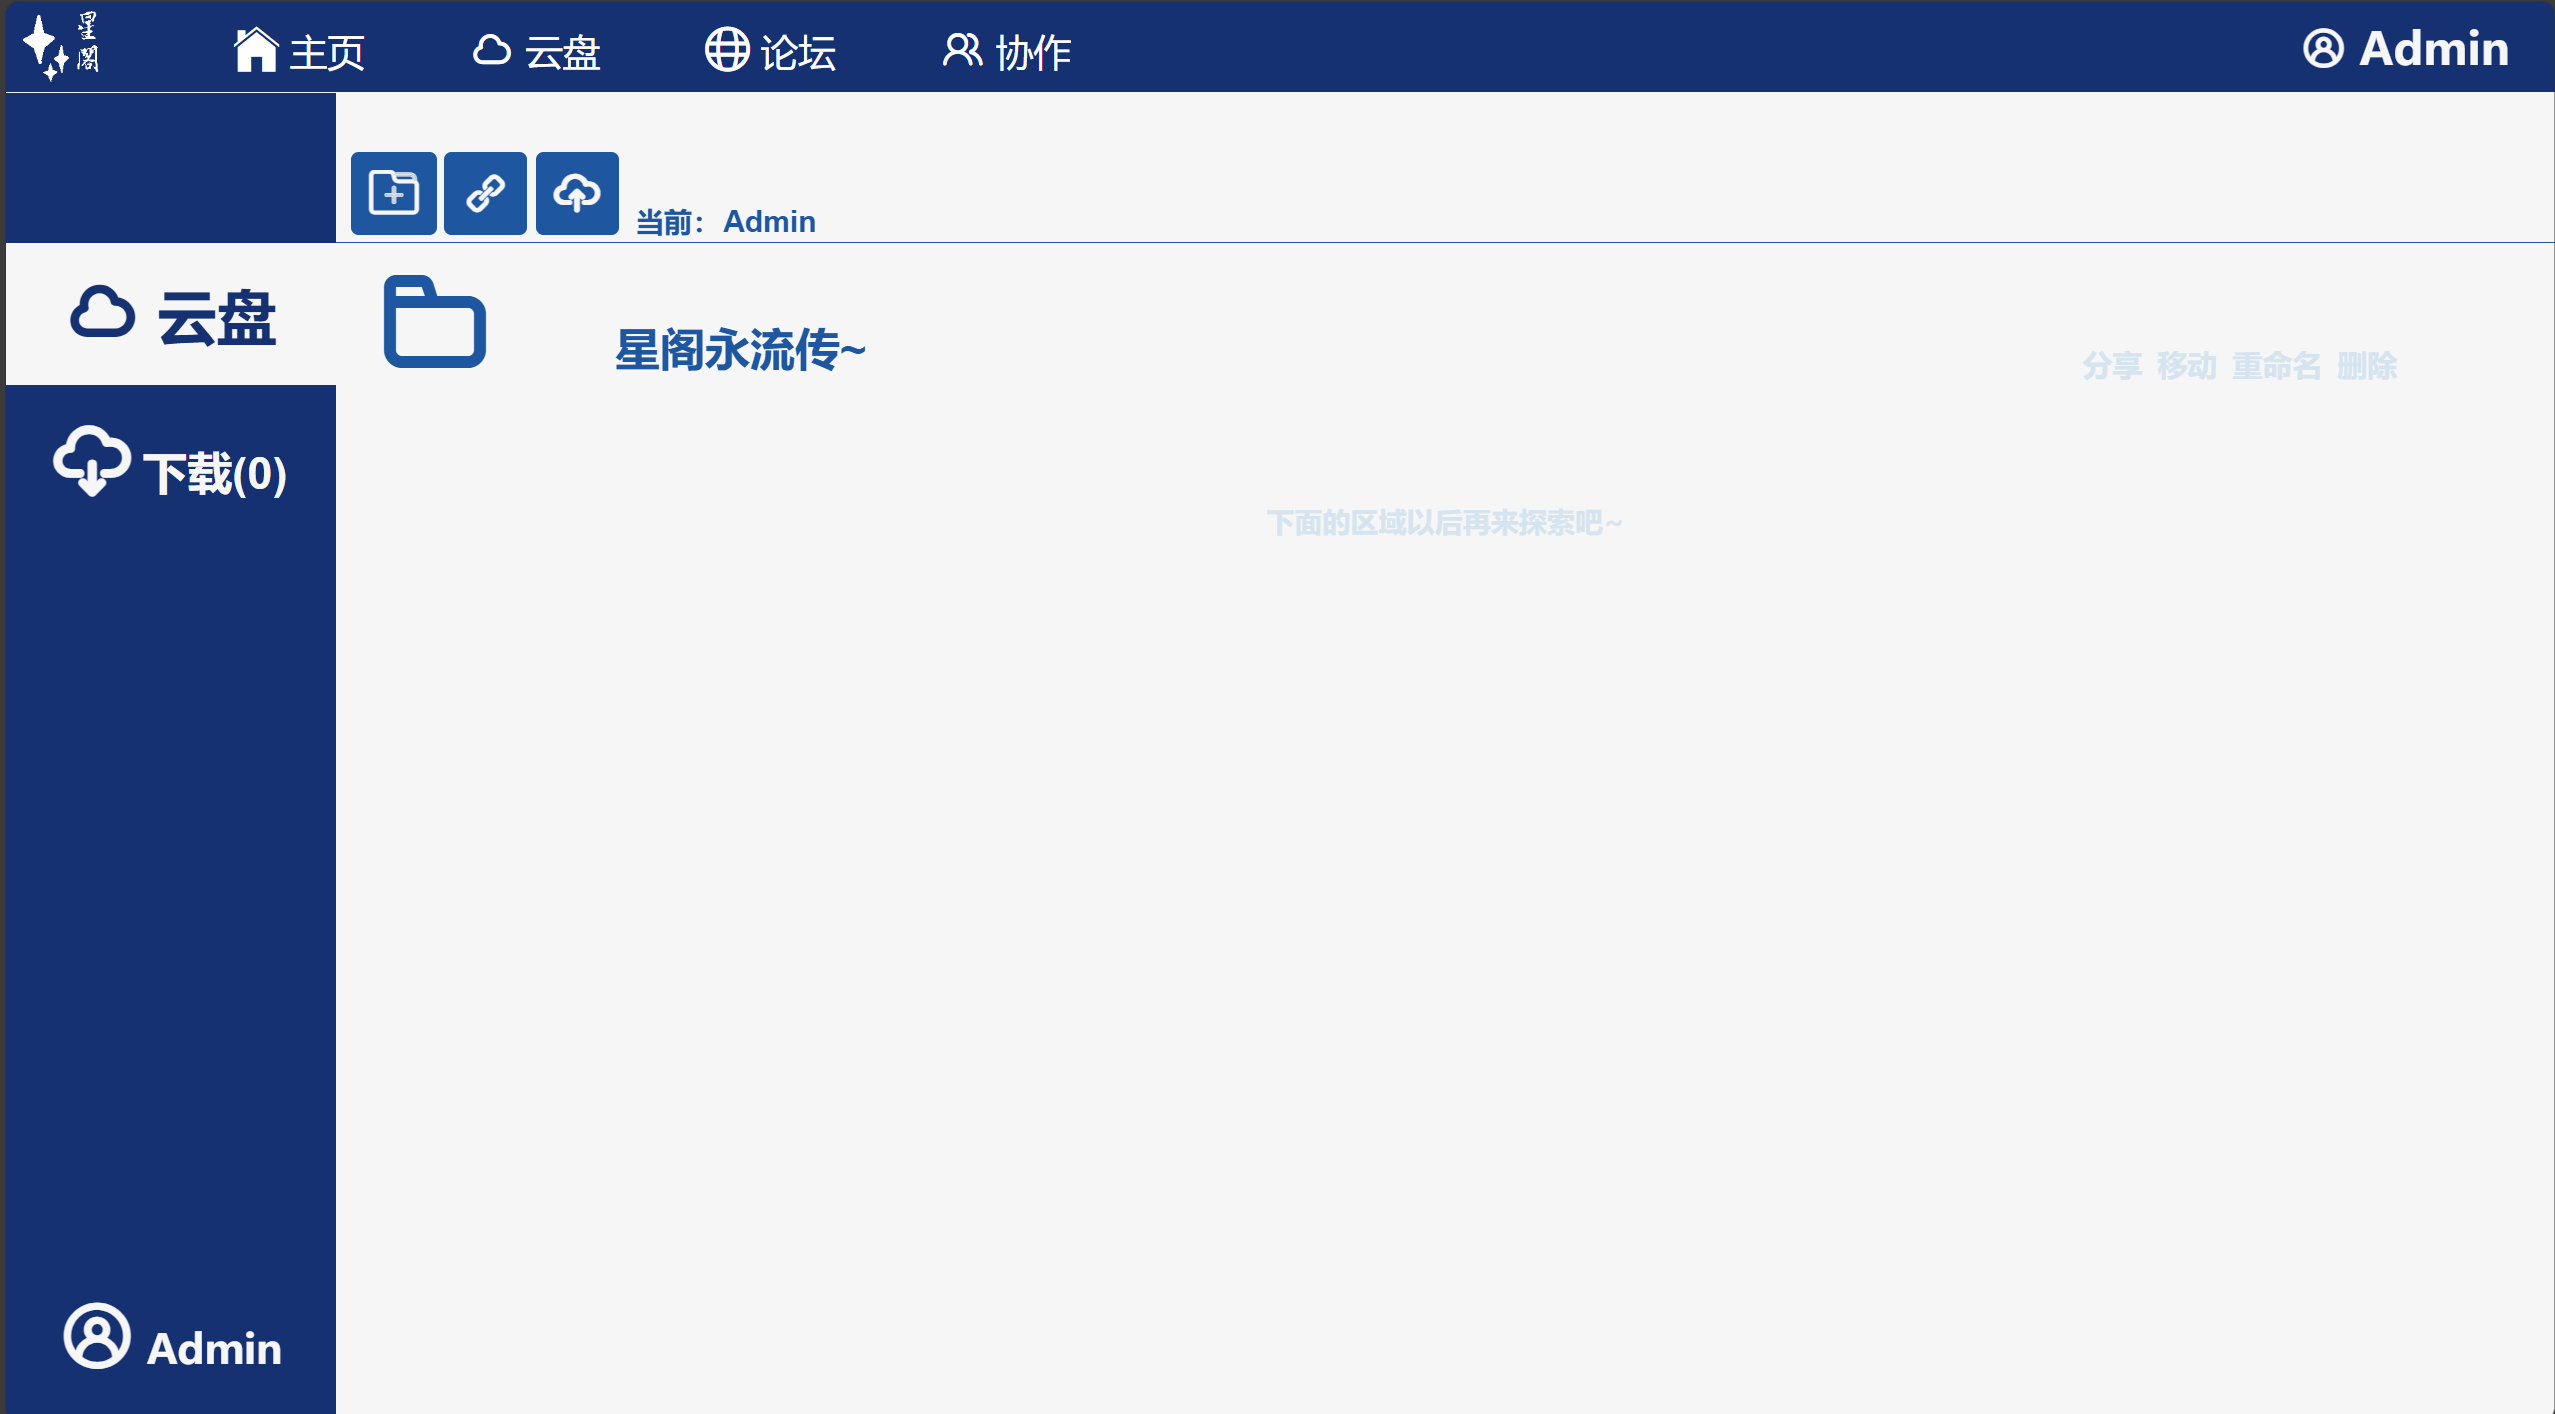 星
閣
主页 云盘 论坛 协作 Admin
当前：Admin
云盘
星阁永流传~
分享 移动 重命名 删除
下载(0)
下面的区域以后再来探索吧~
Admin